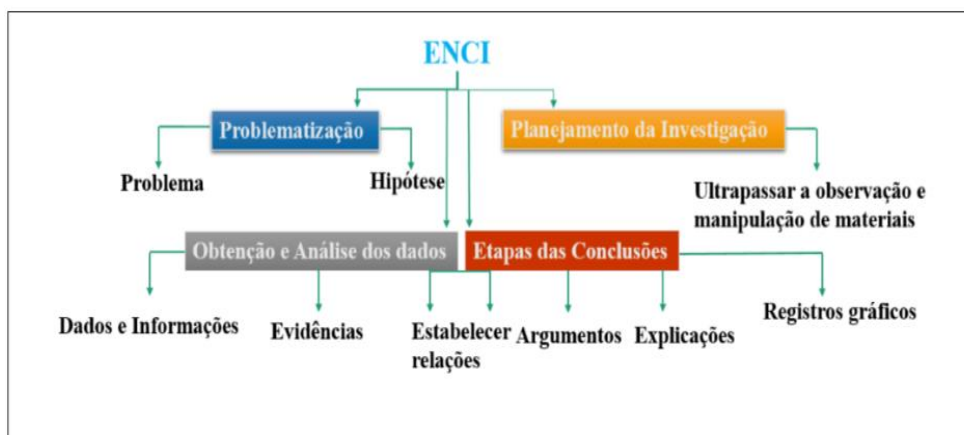 ENCI
Problematização
Planejamento da Investigação
Problema
Hipótese
Ultrapassar a observação e
manipulação de materiais
Obtenção e Análise dos dados
Etapas das Conclusões
Dados e Informações
Evidências
Estabelecer
relações
Argumentos
Explicações
Registros gráficos